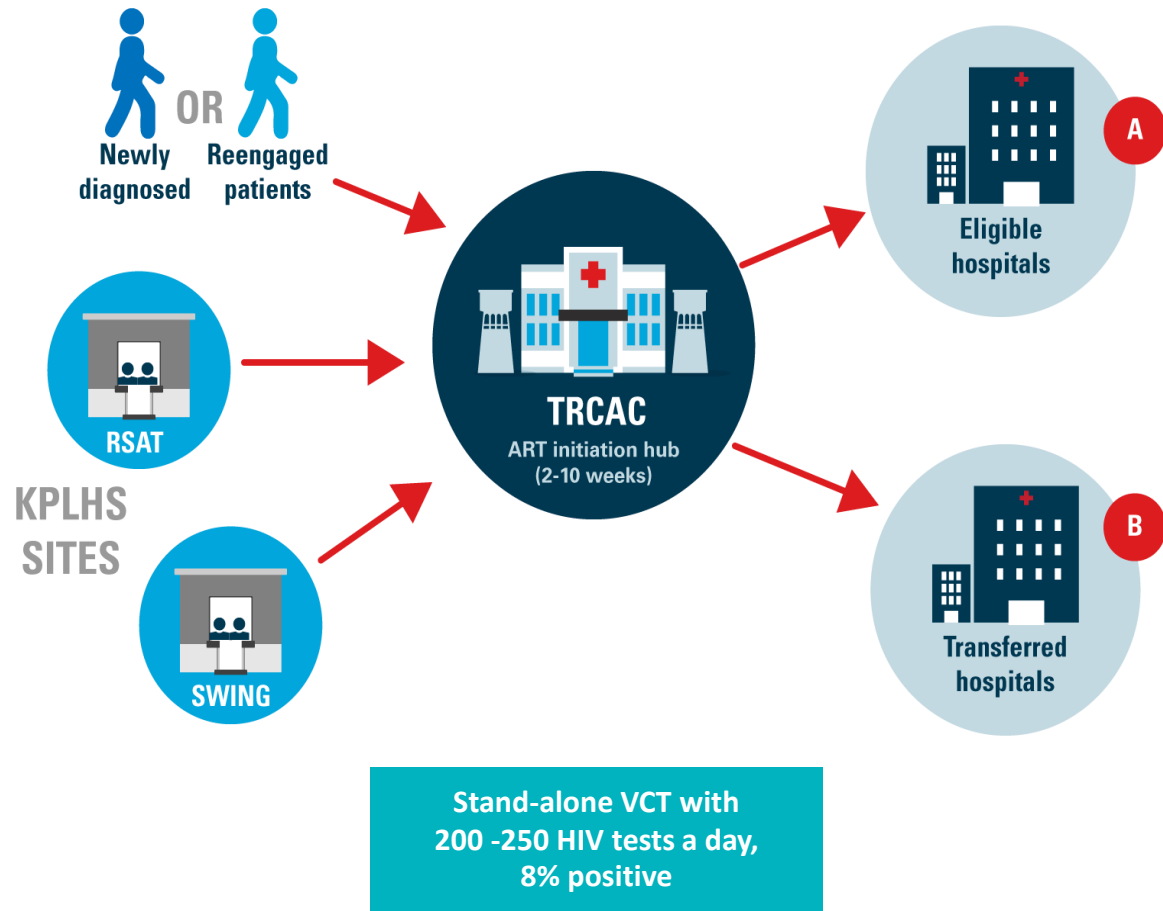 OR
Newly
diagnosed
Reengaged
patients
RSAT
KPLHS
SITES
SWING
TRCAC
ART initiation hub
(2-10 weeks)
A
Eligible
hospitals
B
Transferred
hospitals
Stand-alone VCT with
200 -250 HIV tests a day,
8% positive